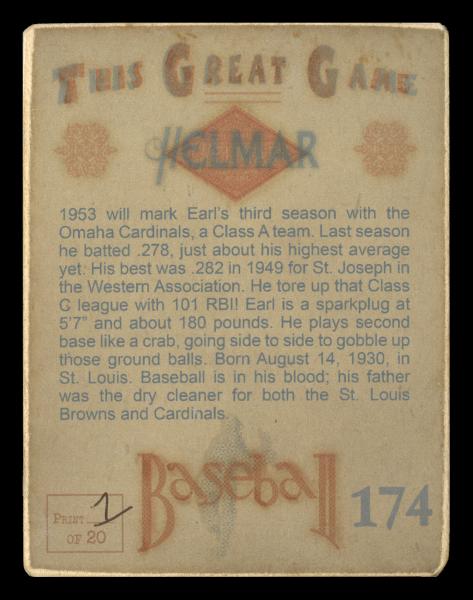 THIS GREAT GAME
HELMAR
1953 will mark Earl's third season with the
Omaha Cardinals, a Class A team. Last season
he batted .278, just about his highest average
yet. His best was .282 in 1949 for St. Joseph in
the Western Association. He tore up that Class
C league with 101 RBI! Earl is a sparkplug at
5'7" and about 180 pounds. He plays second
base like a crab, going side to side to gobble up
those ground balls. Born August 14, 1930, in
St. Louis. Baseball is in his blood; his father
was the dry cleaner for both the St. Louis
Browns and Cardinals.
Baseball
174
PRINT 2
OF 20